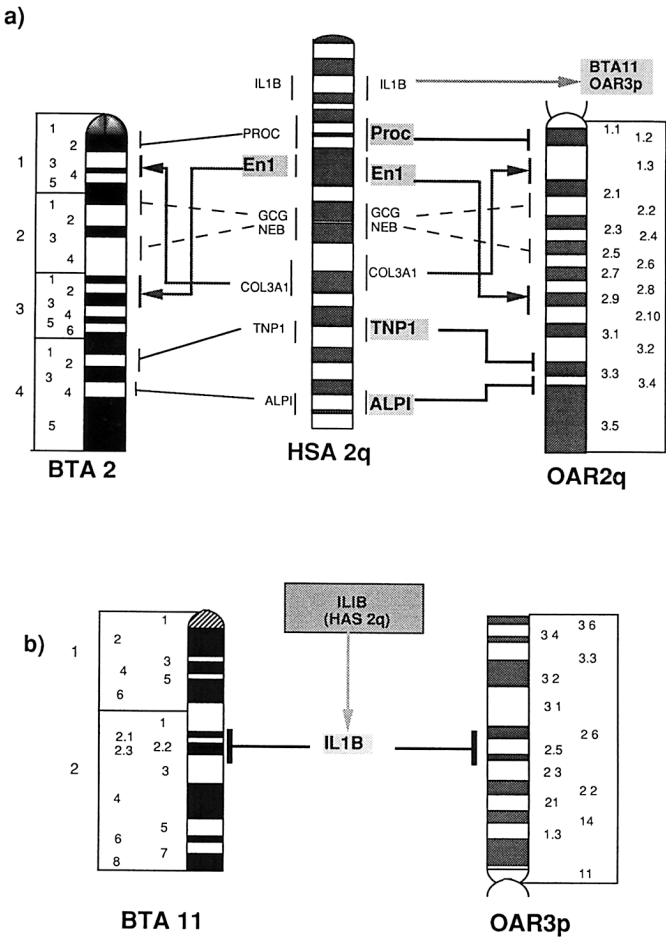 a)
IL1B
IL1B
BTA11
OAR3p
PROC
Proc
En1
En1
GCG
NEB
GCG
NEB
COL3A1
COL3A1
TNP1
TNP1
ALPI
ALPI
1
1
2
3
4
5
2
1
2
3
4
3
1
2
3
4
5
6
4
1
2
3
4
5
1.1
1.2
1.3
2.1
2.2
2.3
2.4
2.5
2.6
2.7
2.8
2.9
2.10
3.1
3.2
3.3
3.4
3.5
BTA 2
HSA 2q
OAR2q
b)
ILIB
(HAS 2q)
IL1B
1
1
2
3
4
5
6
2
1
2.1
2.2
2.3
3
4
5
6
7
8
3 6
3 4
3.3
3 2
3 1
2 6
2.5
2 3
2 2
21
14
1.3
11
BTA 11
OAR3p